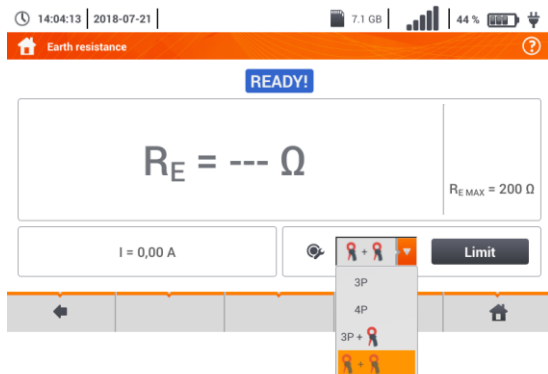 14:04:13 2018-07-21 7.1 GB 44 %
Earth resistance ?
READY!
RE = --- Ω
RE MAX = 200 Ω
I = 0,00 A + Limit
3P
4P
3P +
+